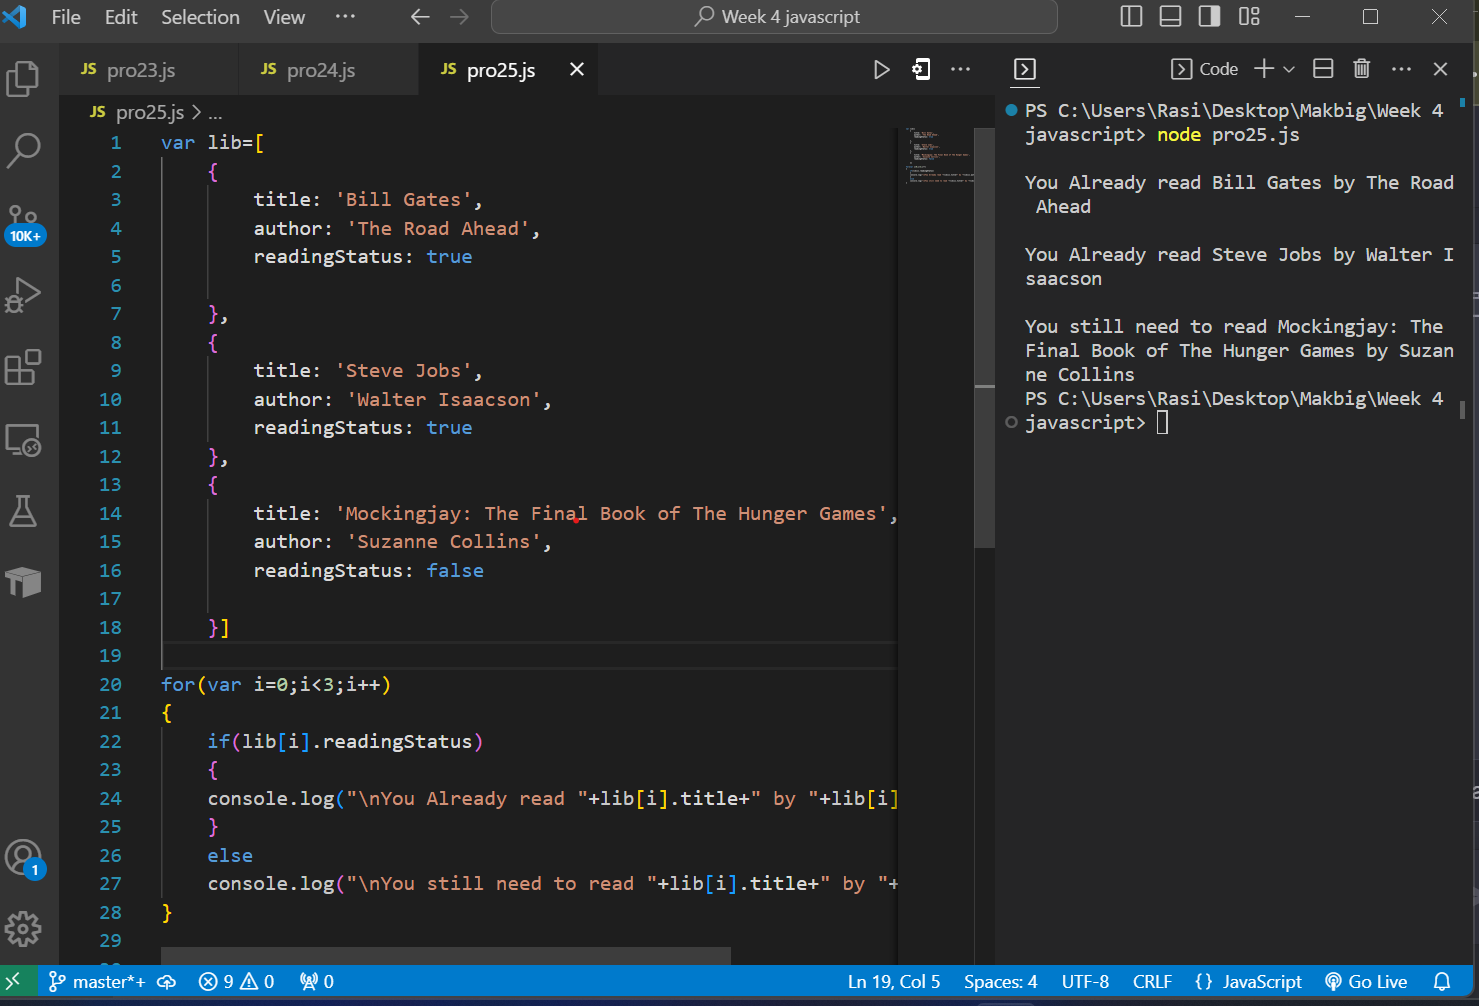 File Edit Selection View ... Week 4 javascript
JS pro23.js JS pro24.js JS pro25.js
Code
JS pro25.js > ...
1 var lib=[
2 {
3 title: 'Bill Gates',
4 author: 'The Road Ahead',
5 readingStatus: true
6
7 },
8 {
9 title: 'Steve Jobs',
10 author: 'Walter Isaacson',
11 readingStatus: true
12 },
13 {
14 title: 'Mockingjay: The Final Book of The Hunger Games',
15 author: 'Suzanne Collins',
16 readingStatus: false
17
18 }]
19
20 for(var i=0;i<3;i++)
21 {
22 if(lib[i].readingStatus)
23 {
24 console.log("\nYou Already read "+lib[i].title+" by "+lib[i]
25 }
26 else
27 console.log("\nYou still need to read "+lib[i].title+" by "+
28 }
29
PS C:\Users\Rasi\Desktop\Makbig\Week 4
javascript> node pro25.js
You Already read Bill Gates by The Road
Ahead
You Already read Steve Jobs by Walter I
saacson
You still need to read Mockingjay: The
Final Book of The Hunger Games by Suzan
ne Collins
PS C:\Users\Rasi\Desktop\Makbig\Week 4
javascript>
10K+
1
master*+ 9 0 0 Ln 19, Col 5 Spaces: 4 UTF-8 CRLF {} JavaScript Go Live